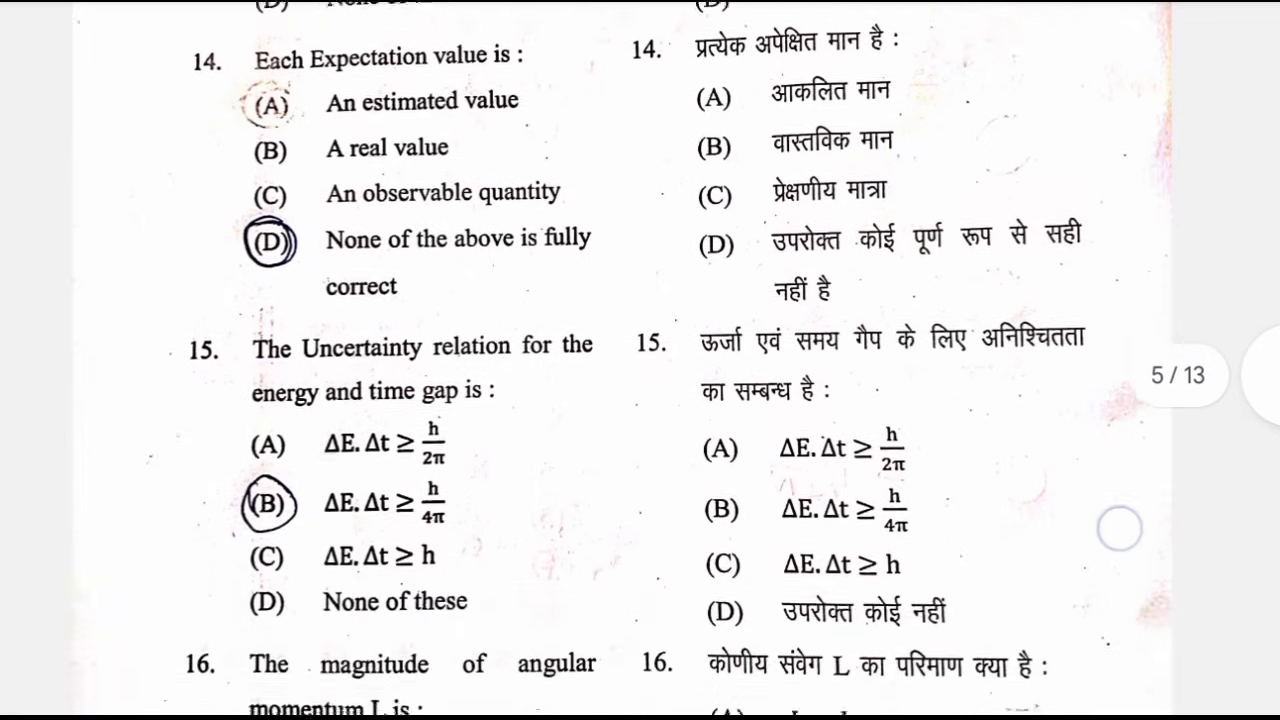 (D)
14. Each Expectation value is :
(A) An estimated value
(B) A real value
(C) An observable quantity
(D) None of the above is fully
correct
15. The Uncertainty relation for the
energy and time gap is :
(A) ΔE. Δt ≥ h/2π
(B) ΔE. Δt ≥ h/4π
(C) ΔE. Δt ≥ h
(D) None of these
16. The magnitude of angular
momentum L is :
(D)
14. प्रत्येक अपेक्षित मान है :
(A) आकलित मान
(B) वास्तविक मान
(C) प्रेक्षणीय मात्रा
(D) उपरोक्त कोई पूर्ण रूप से सही
नहीं है
15. ऊर्जा एवं समय गैप के लिए अनिश्चितता
का सम्बन्ध है :
(A) ΔE. Δt ≥ h/2π
(B) ΔE. Δt ≥ h/4π
(C) ΔE. Δt ≥ h
(D) उपरोक्त कोई नहीं
16. कोणीय संवेग L का परिमाण क्या है :
(A)
5 / 13